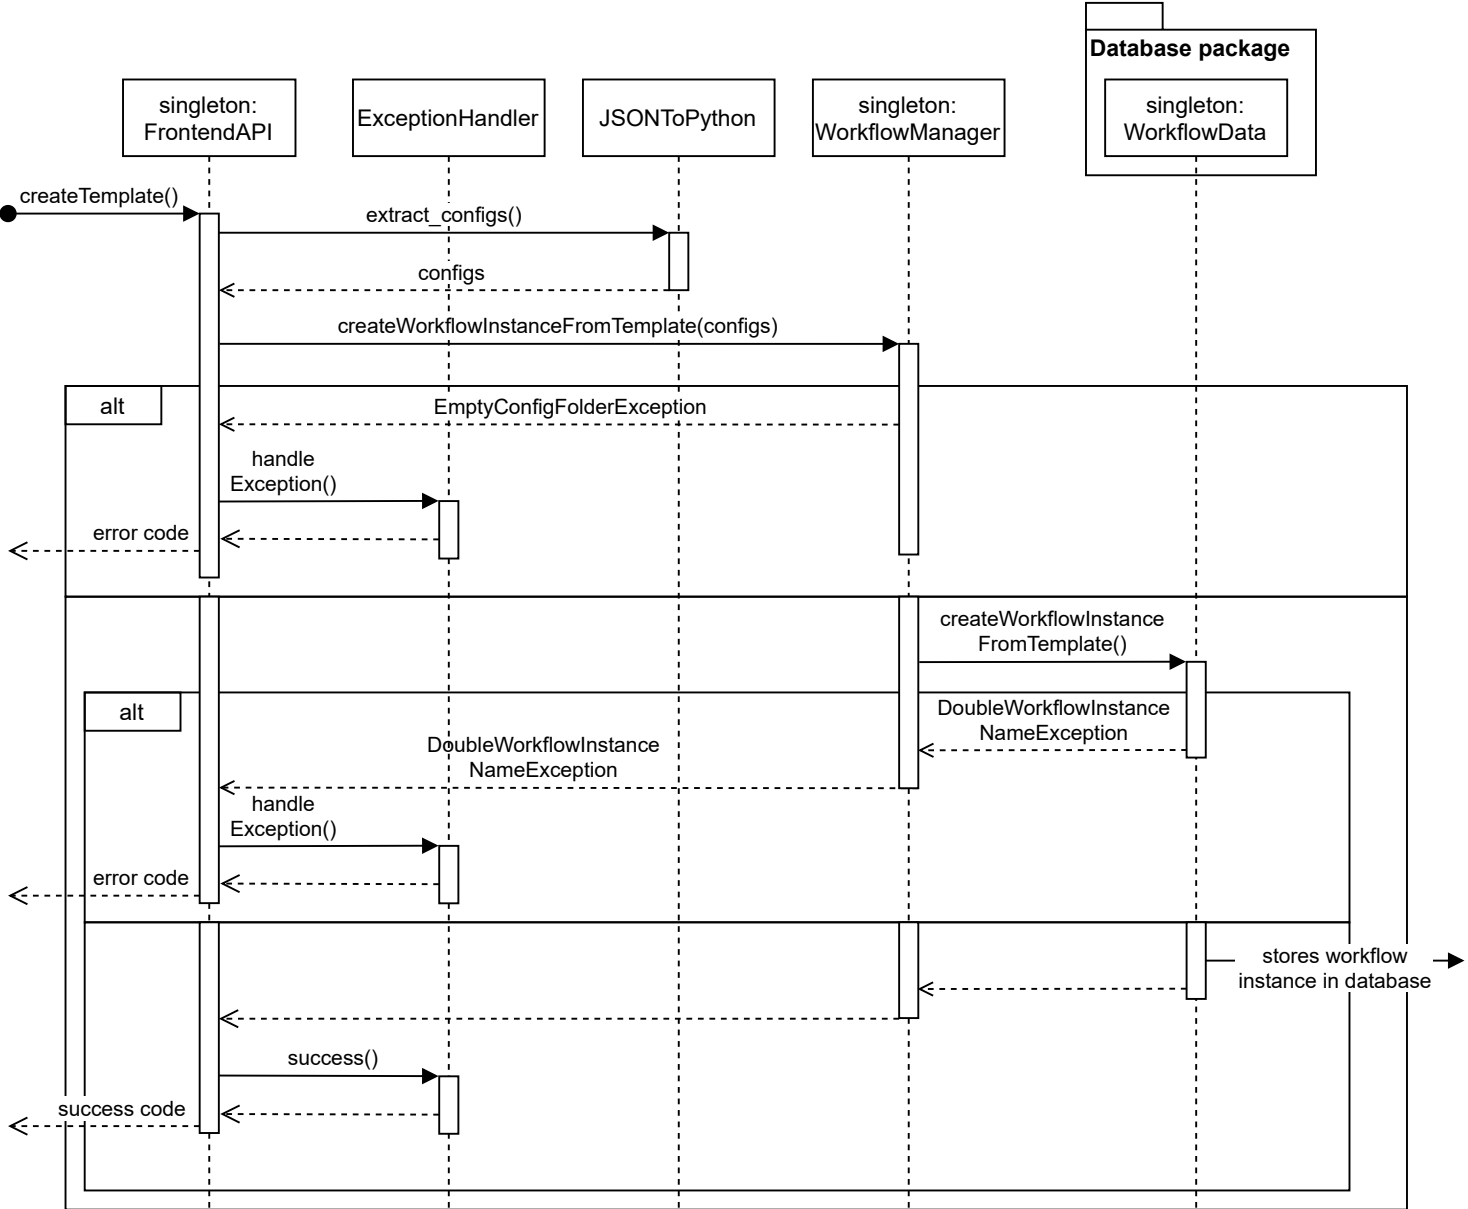 Database package
singleton:
FrontendAPI
ExceptionHandler
JSONToPython
singleton:
WorkflowManager
singleton:
WorkflowData
createTemplate()
extract_configs()
configs
createWorkflowInstanceFromTemplate(configs)
alt
EmptyConfigFolderException
handle
Exception()
error code
createWorkflowInstance
FromTemplate()
alt
DoubleWorkflowInstance
NameException
DoubleWorkflowInstance
NameException
handle
Exception()
error code
stores workflow
instance in database
success()
success code